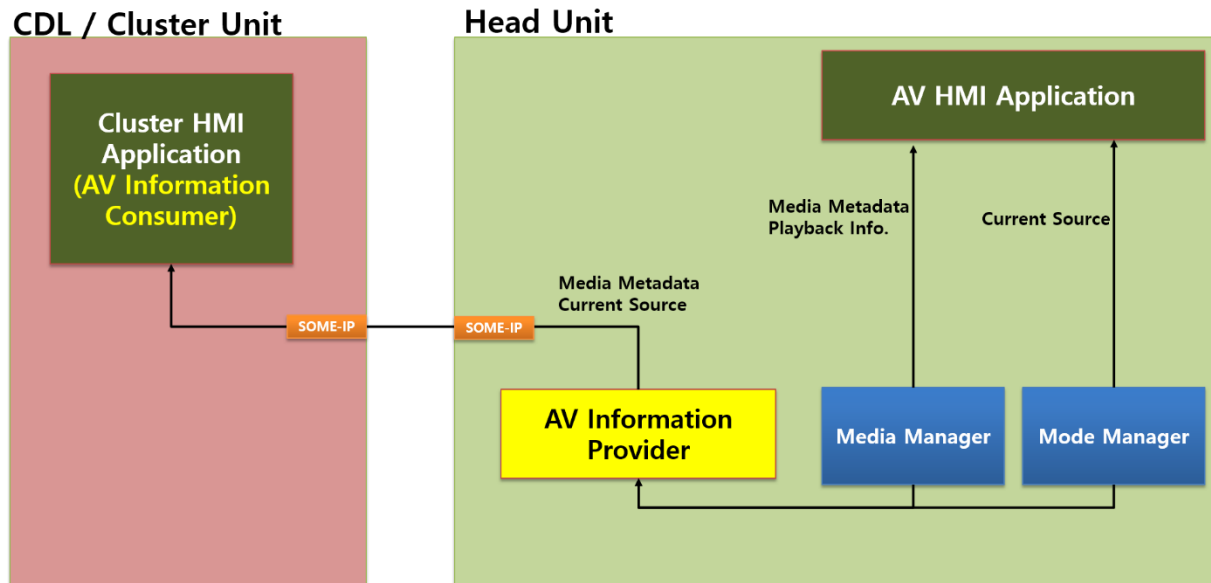 CDL / Cluster Unit
Head Unit
Cluster HMI
Application
(AV Information
Consumer)
AV HMI Application
Media Metadata
Playback Info.
Current Source
Media Metadata
Current Source
SOME-IP
SOME-IP
AV Information
Provider
Media Manager
Mode Manager